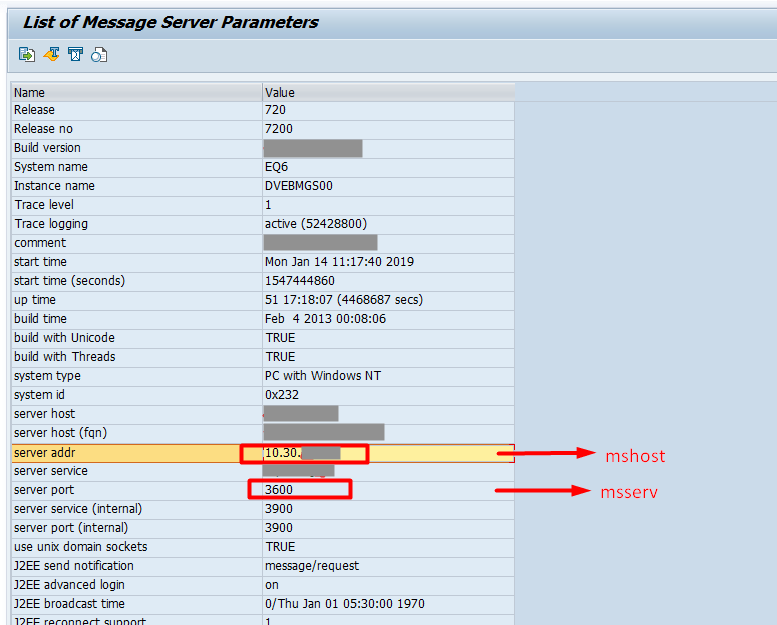 List of Message Server Parameters
Name Value
Release 720
Release no 7200
Build version
System name EQ6
Instance name DVEBMGS00
Trace level 1
Trace logging active (52428800)
comment
start time Mon Jan 14 11:17:40 2019
start time (seconds) 1547444860
up time 51 17:18:07 (4468687 secs)
build time Feb  4 2013 00:08:06
build with Unicode TRUE
build with Threads TRUE
system type PC with Windows NT
system id 0x232
server host
server host (fqn)
server addr 10.30. mshost
server service
server port 3600 msserv
server service (internal) 3900
server port (internal) 3900
use unix domain sockets TRUE
J2EE send notification message/request
J2EE advanced login on
J2EE broadcast time 0/Thu Jan 01 05:30:00 1970
J2EE reconnect support 1